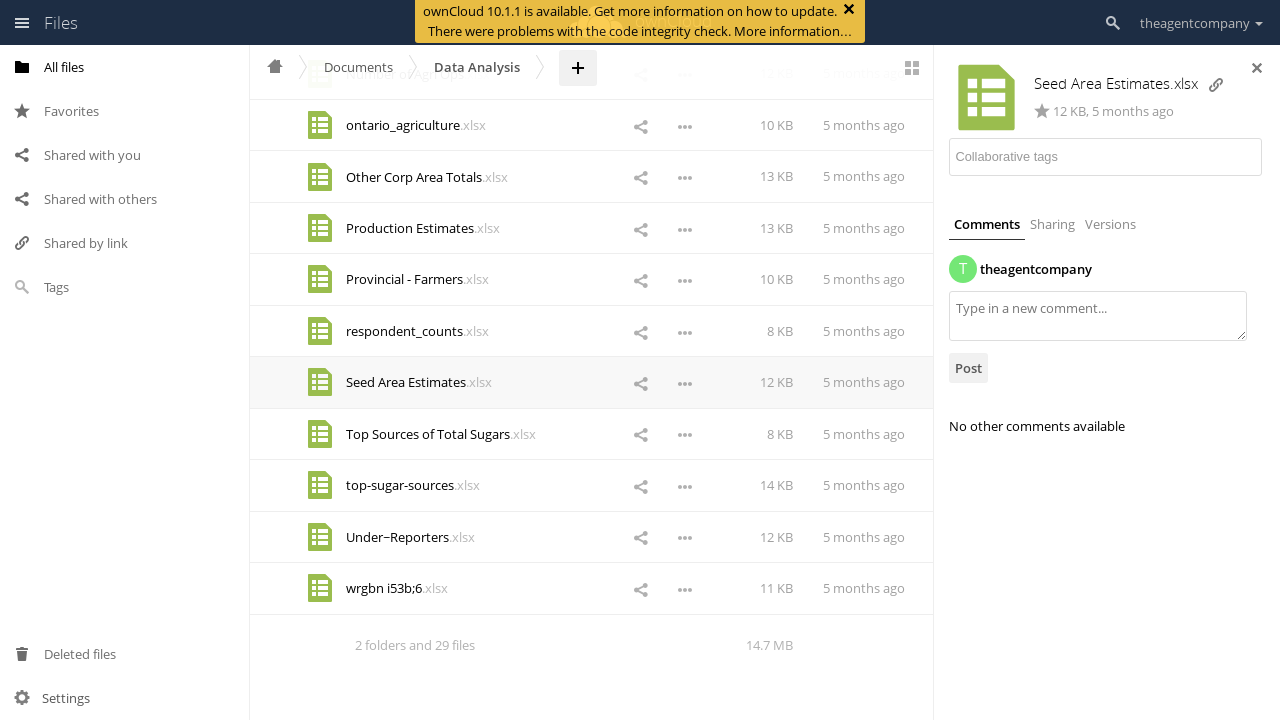 Files
ownCloud 10.1.1 is available. Get more information on how to update.
There were problems with the code integrity check. More information…
theagentcompany
All files
Favorites
Shared with you
Shared with others
Shared by link
Tags
Deleted files
Settings
Documents
Data Analysis
ontario_agriculture.xlsx 10 KB 5 months ago
Other Corp Area Totals.xlsx 13 KB 5 months ago
Production Estimates.xlsx 13 KB 5 months ago
Provincial - Farmers.xlsx 10 KB 5 months ago
respondent_counts.xlsx 8 KB 5 months ago
Seed Area Estimates.xlsx 12 KB 5 months ago
Top Sources of Total Sugars.xlsx 8 KB 5 months ago
top-sugar-sources.xlsx 14 KB 5 months ago
Under–Reporters.xlsx 12 KB 5 months ago
wrgbn i53b;6.xlsx 11 KB 5 months ago
2 folders and 29 files 14.7 MB
Seed Area Estimates.xlsx
12 KB, 5 months ago
Collaborative tags
Comments Sharing Versions
T theagentcompany
Type in a new comment...
Post
No other comments available